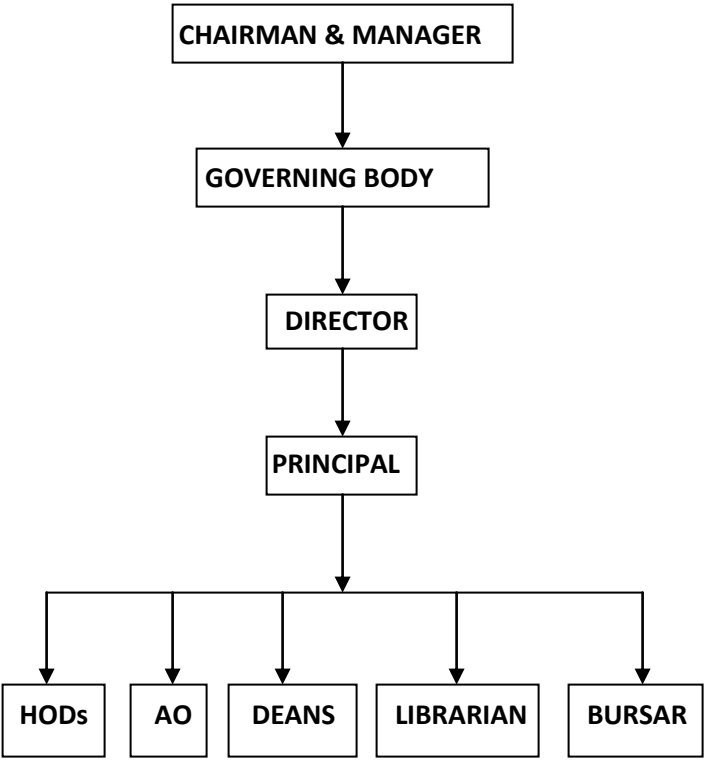 CHAIRMAN & MANAGER
GOVERNING BODY
DIRECTOR
PRINCIPAL
HODs
AO
DEANS
LIBRARIAN
BURSAR